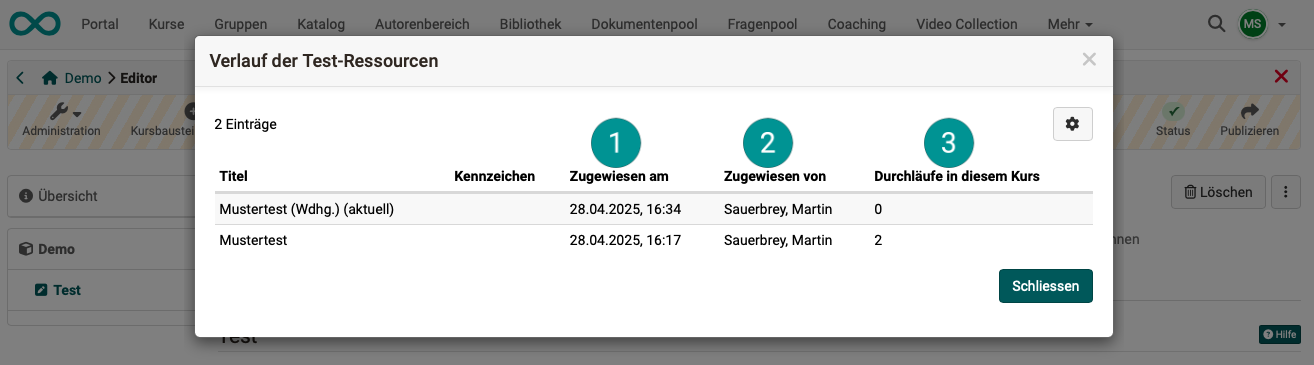 Portal Kurse Gruppen Katalog Autorenbereich Bibliothek Dokumentenpool Fragenpool Coaching Video Collection Mehr MS
Verlauf der Test-Ressourcen ×
Demo Editor
Administration Kursbaustei Status Publizieren
2 Einträge
1 2 3
Titel Kennzeichen Zugewiesen am Zugewiesen von Durchläufe in diesem Kurs
Übersicht Löschen
Mustertest (Wdhg.) (aktuell) 28.04.2025, 16:34 Sauerbrey, Martin 0
Mustertest 28.04.2025, 16:17 Sauerbrey, Martin 2
Demo nnen
Test
Schliessen
Test
Hilfe